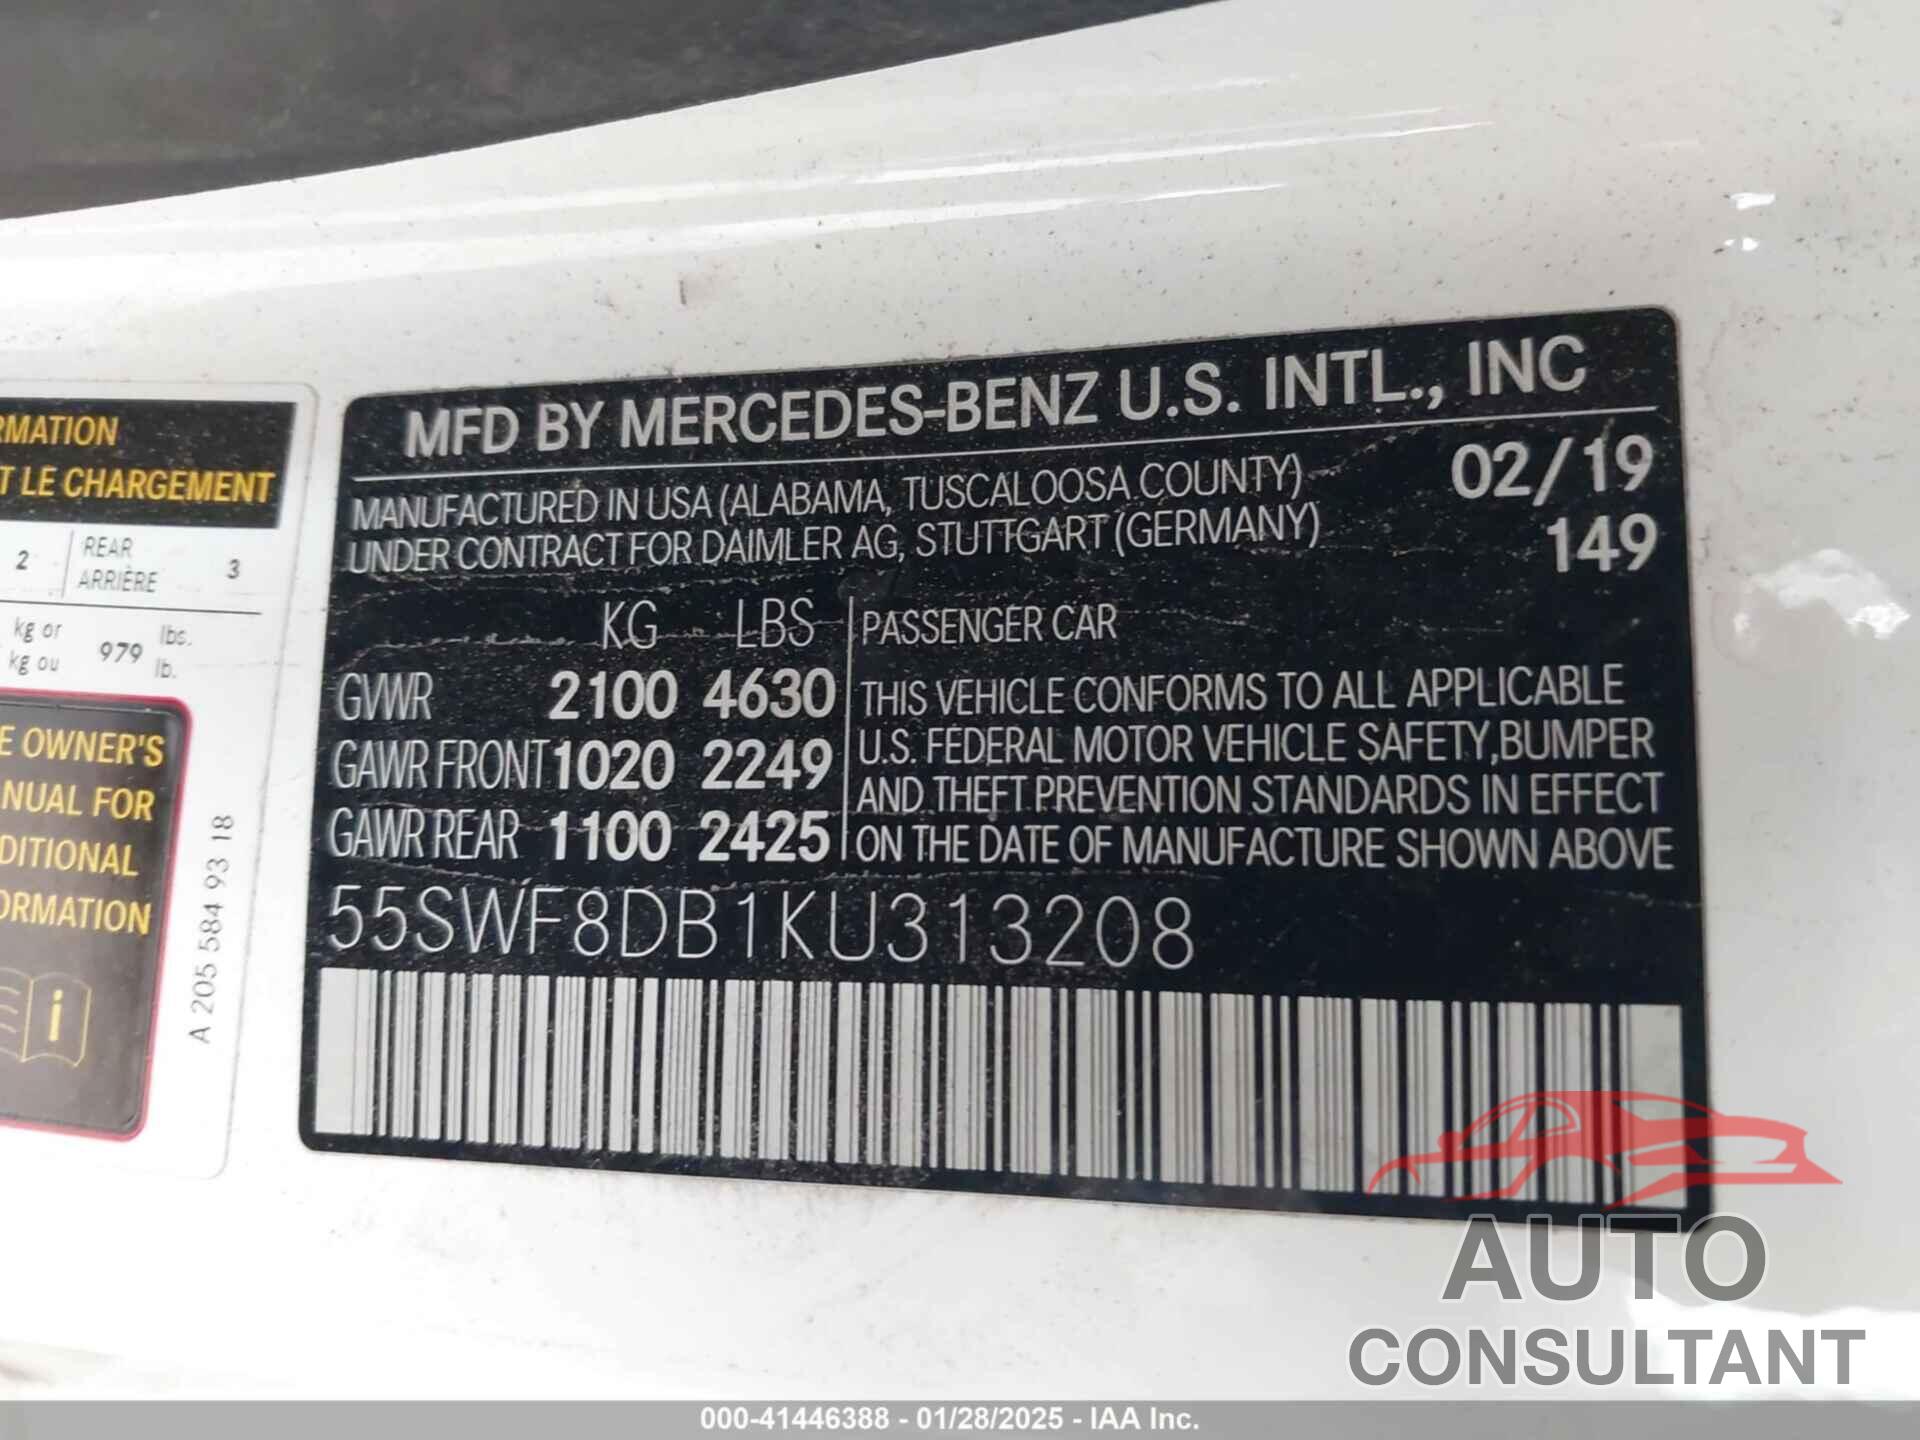 RMATION
T LE CHARGEMENT
2 REAR
ARRIÈRE 3
kg or
kg ou 979 lbs.
lb.
E OWNER'S
NUAL FOR
DITIONAL
ORMATION
A 205 584 93 18
MFD BY MERCEDES-BENZ U.S. INTL., INC
MANUFACTURED IN USA (ALABAMA, TUSCALOOSA COUNTY) 02/19
UNDER CONTRACT FOR DAIMLER AG, STUTTGART (GERMANY) 149
KG LBS
GVWR 2100 4630
GAWR FRONT 1020 2249
GAWR REAR 1100 2425
PASSENGER CAR
THIS VEHICLE CONFORMS TO ALL APPLICABLE
U.S. FEDERAL MOTOR VEHICLE SAFETY,BUMPER
AND THEFT PREVENTION STANDARDS IN EFFECT
ON THE DATE OF MANUFACTURE SHOWN ABOVE
55SWF8DB1KU313208
AUTO
CONSULTANT
000-41446388 - 01/28/2025 - IAA Inc.